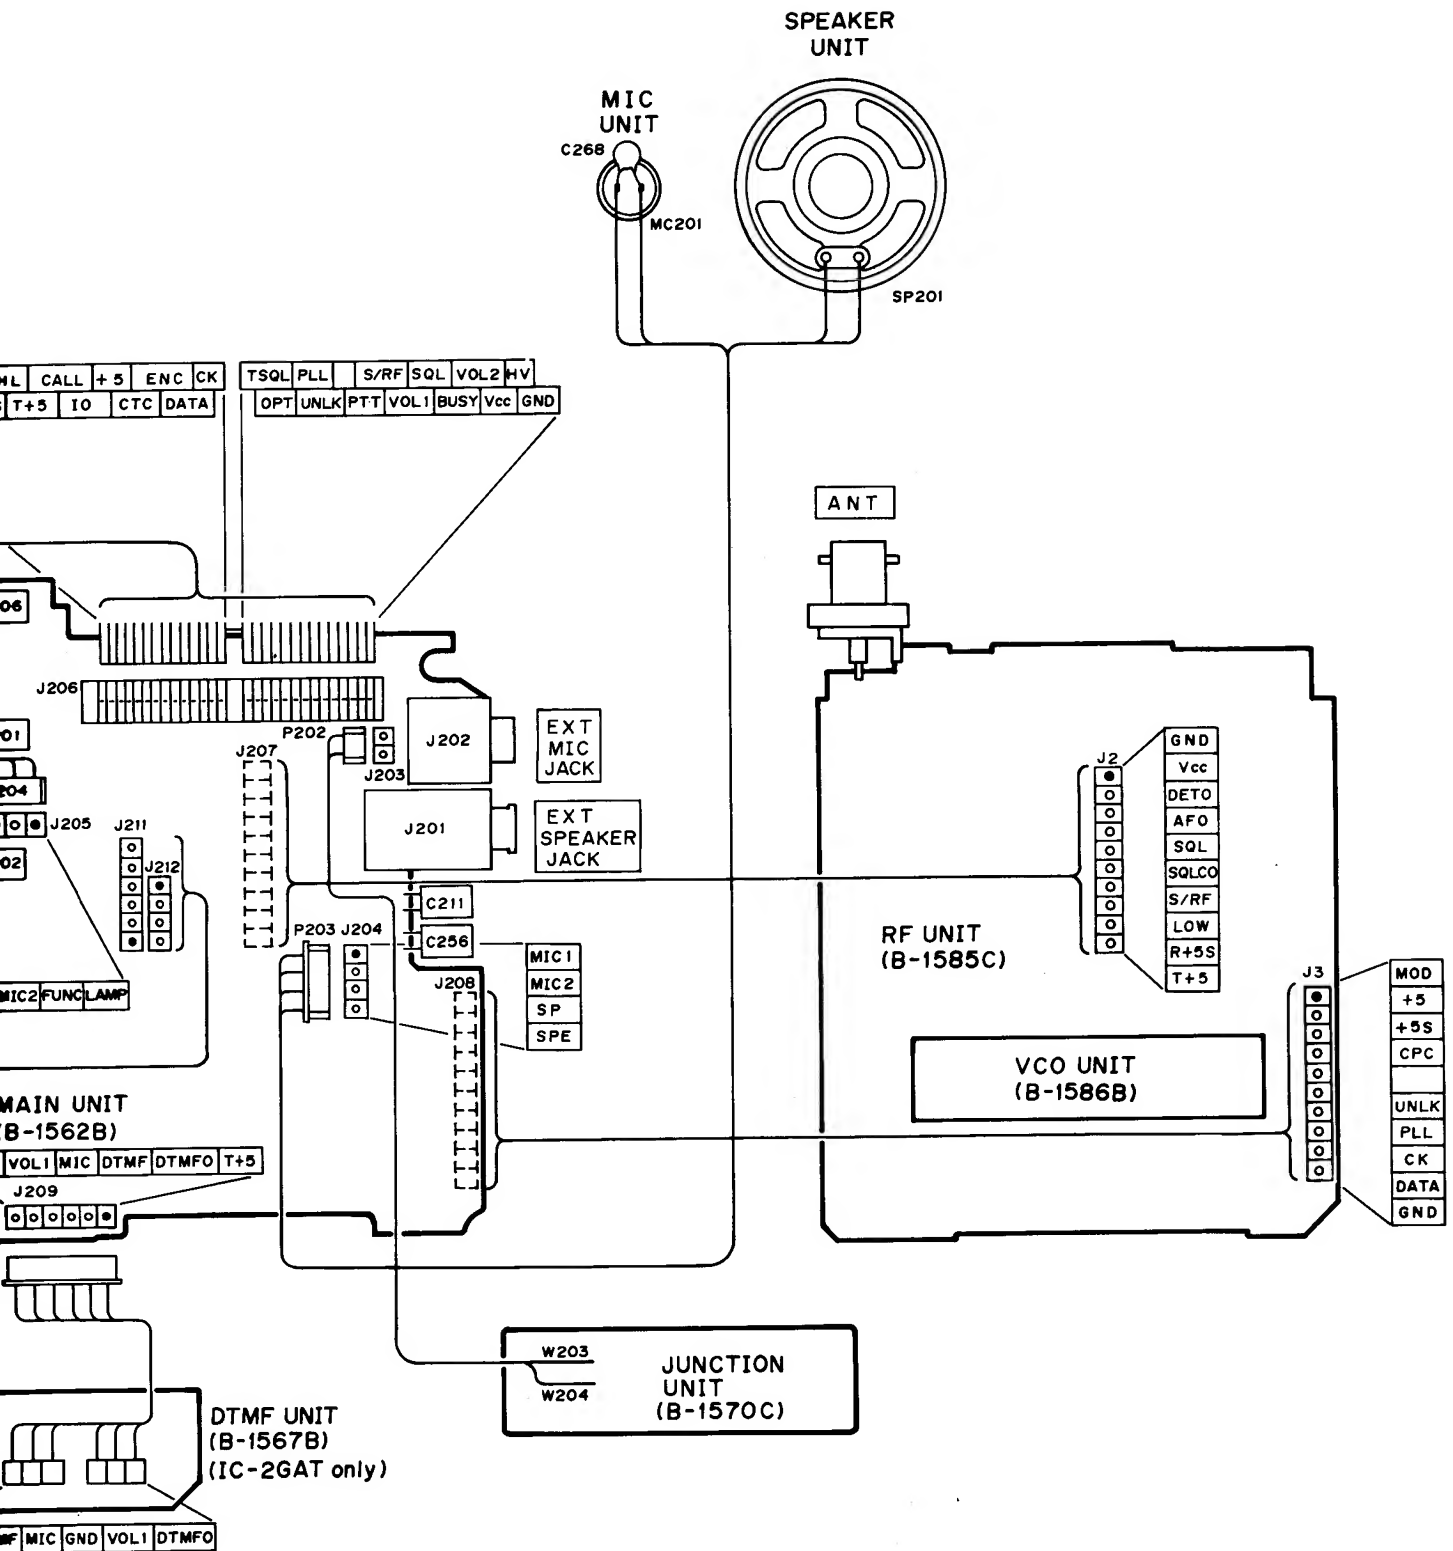 SPEAKER
UNIT
MIC
UNIT
C268
MC201
SP201
CALL +5 ENC CK
T+5 IO CTC DATA
TSQL PLL S/RF SQL VOL2 HV
OPT UNLK PTT VOL1 BUSY Vcc GND
ANT
J206
P202
J203
J202
EXT
MIC
JACK
J207
J201
EXT
SPEAKER
JACK
J205
J211
J212
C211
C256
P203
J204
MIC1
MIC2
SP
SPE
J208
MIC2 FUNC LAMP
J2
GND
Vcc
DETO
AFO
SQL
SQLCO
S/RF
LOW
R+5S
T+5
RF UNIT
(B-1585C)
J3
MOD
+5
+5S
CPC
UNLK
PLL
CK
DATA
GND
VCO UNIT
(B-1586B)
MAIN UNIT
(B-1562B)
VOL1 MIC DTMF DTMFO T+5
J209
W203
W204
JUNCTION
UNIT
(B-1570C)
DTMF UNIT
(B-1567B)
(IC-2GAT only)
MIC GND VOL1 DTMFO